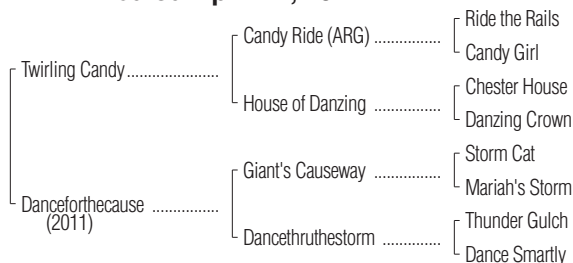 Ride the Rails
Candy Ride (ARG) ................
Candy Girl
Twirling Candy ......................
Chester House
House of Danzing ................
Danzing Crown
Storm Cat
Giant's Causeway ................
Mariah's Storm
Danceforthecause ................
(2011)
Thunder Gulch
Dancethruthestorm ..............
Dance Smartly